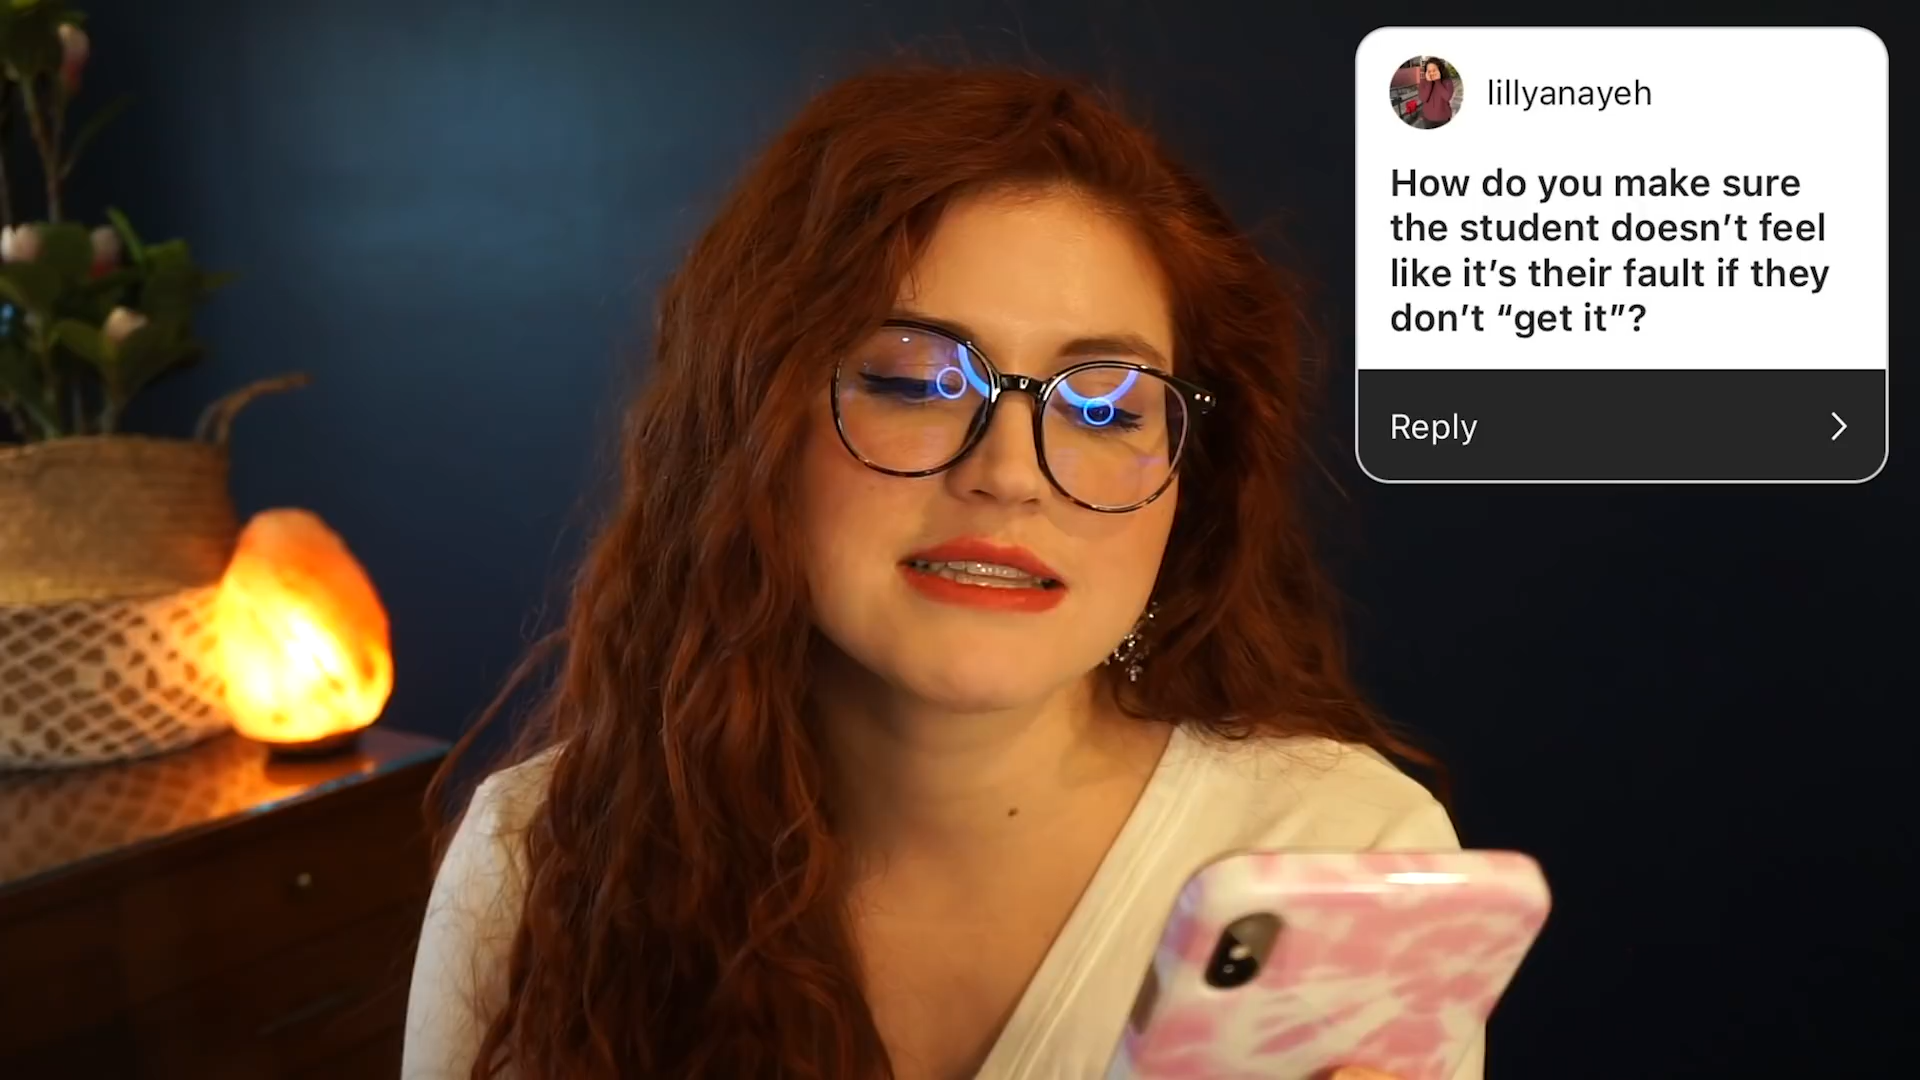 lillyanayeh
How do you make sure
the student doesn’t feel
like it’s their fault if they
don’t “get it”?
Reply